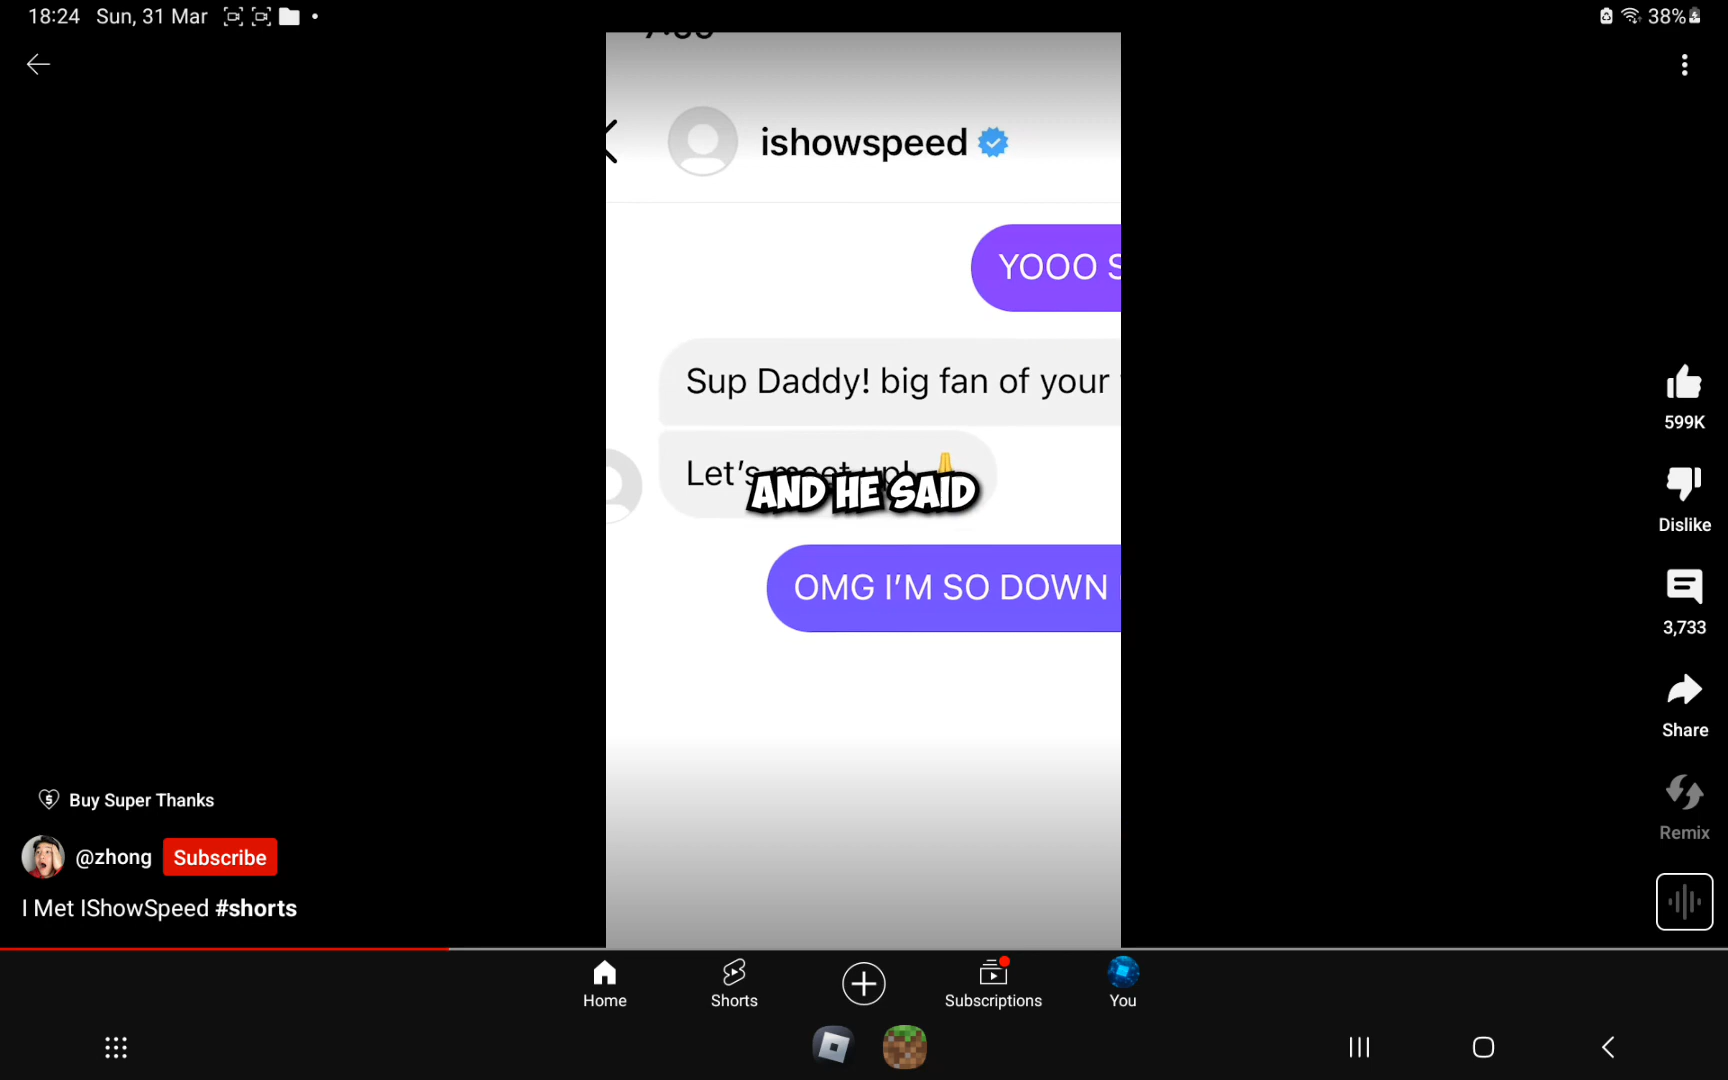 18:24 Sun, 31 Mar
38%
ishowspeed
YOOO
Sup Daddy! big fan of your
Let's meet up!
AND HE SAID
OMG I'M SO DOWN
599K
Dislike
3,733
Share
Remix
Buy Super Thanks
@zhong Subscribe
I Met IShowSpeed #shorts
Home Shorts Subscriptions You